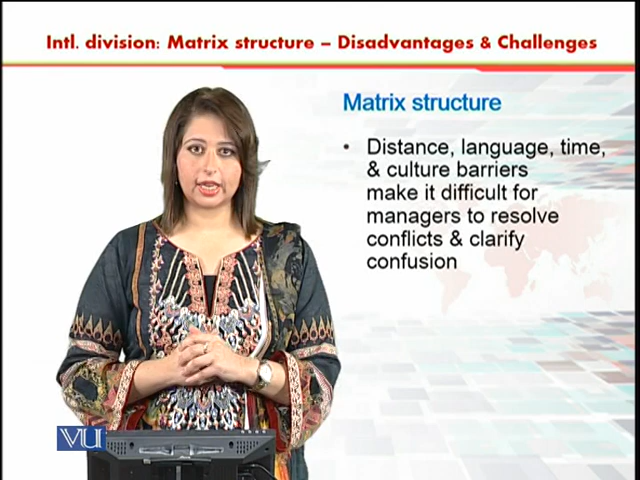 Intl. division: Matrix structure – Disadvantages & Challenges
Matrix structure
• Distance, language, time,
& culture barriers
make it difficult for
managers to resolve
conflicts & clarify
confusion
VU